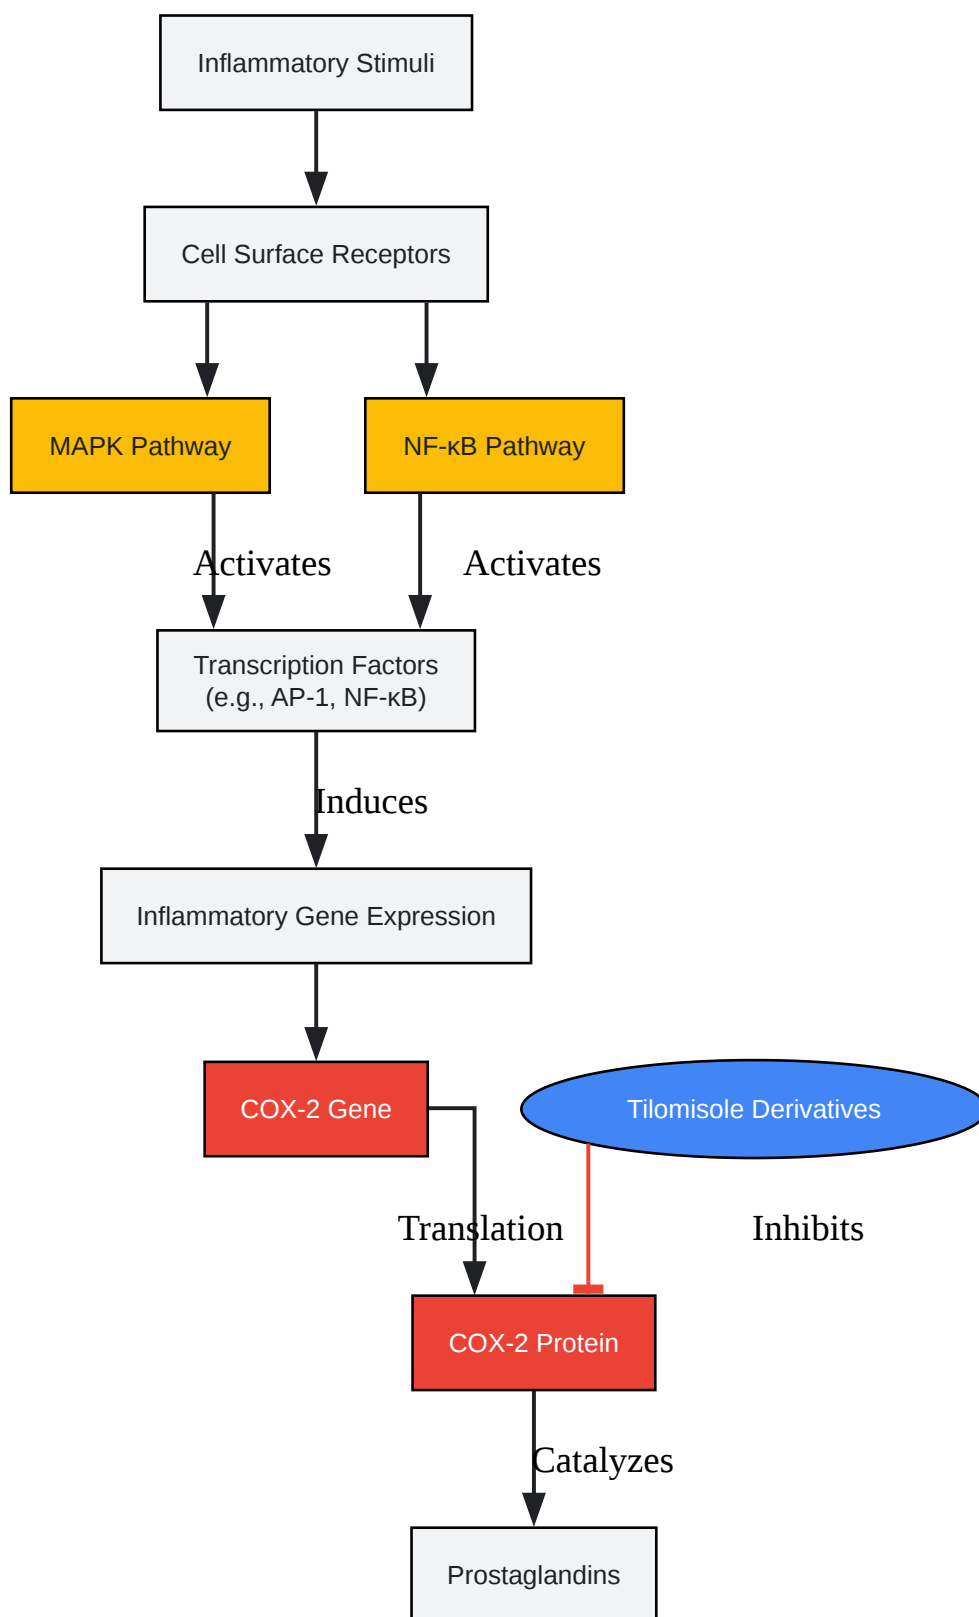 Inflammatory Stimuli
Cell Surface Receptors
MAPK Pathway
NF-κB Pathway
Activates
Activates
Transcription Factors
(e.g., AP-1, NF-κB)
Induces
Inflammatory Gene Expression
COX-2 Gene
Tilomisole Derivatives
Translation
Inhibits
COX-2 Protein
Catalyzes
Prostaglandins